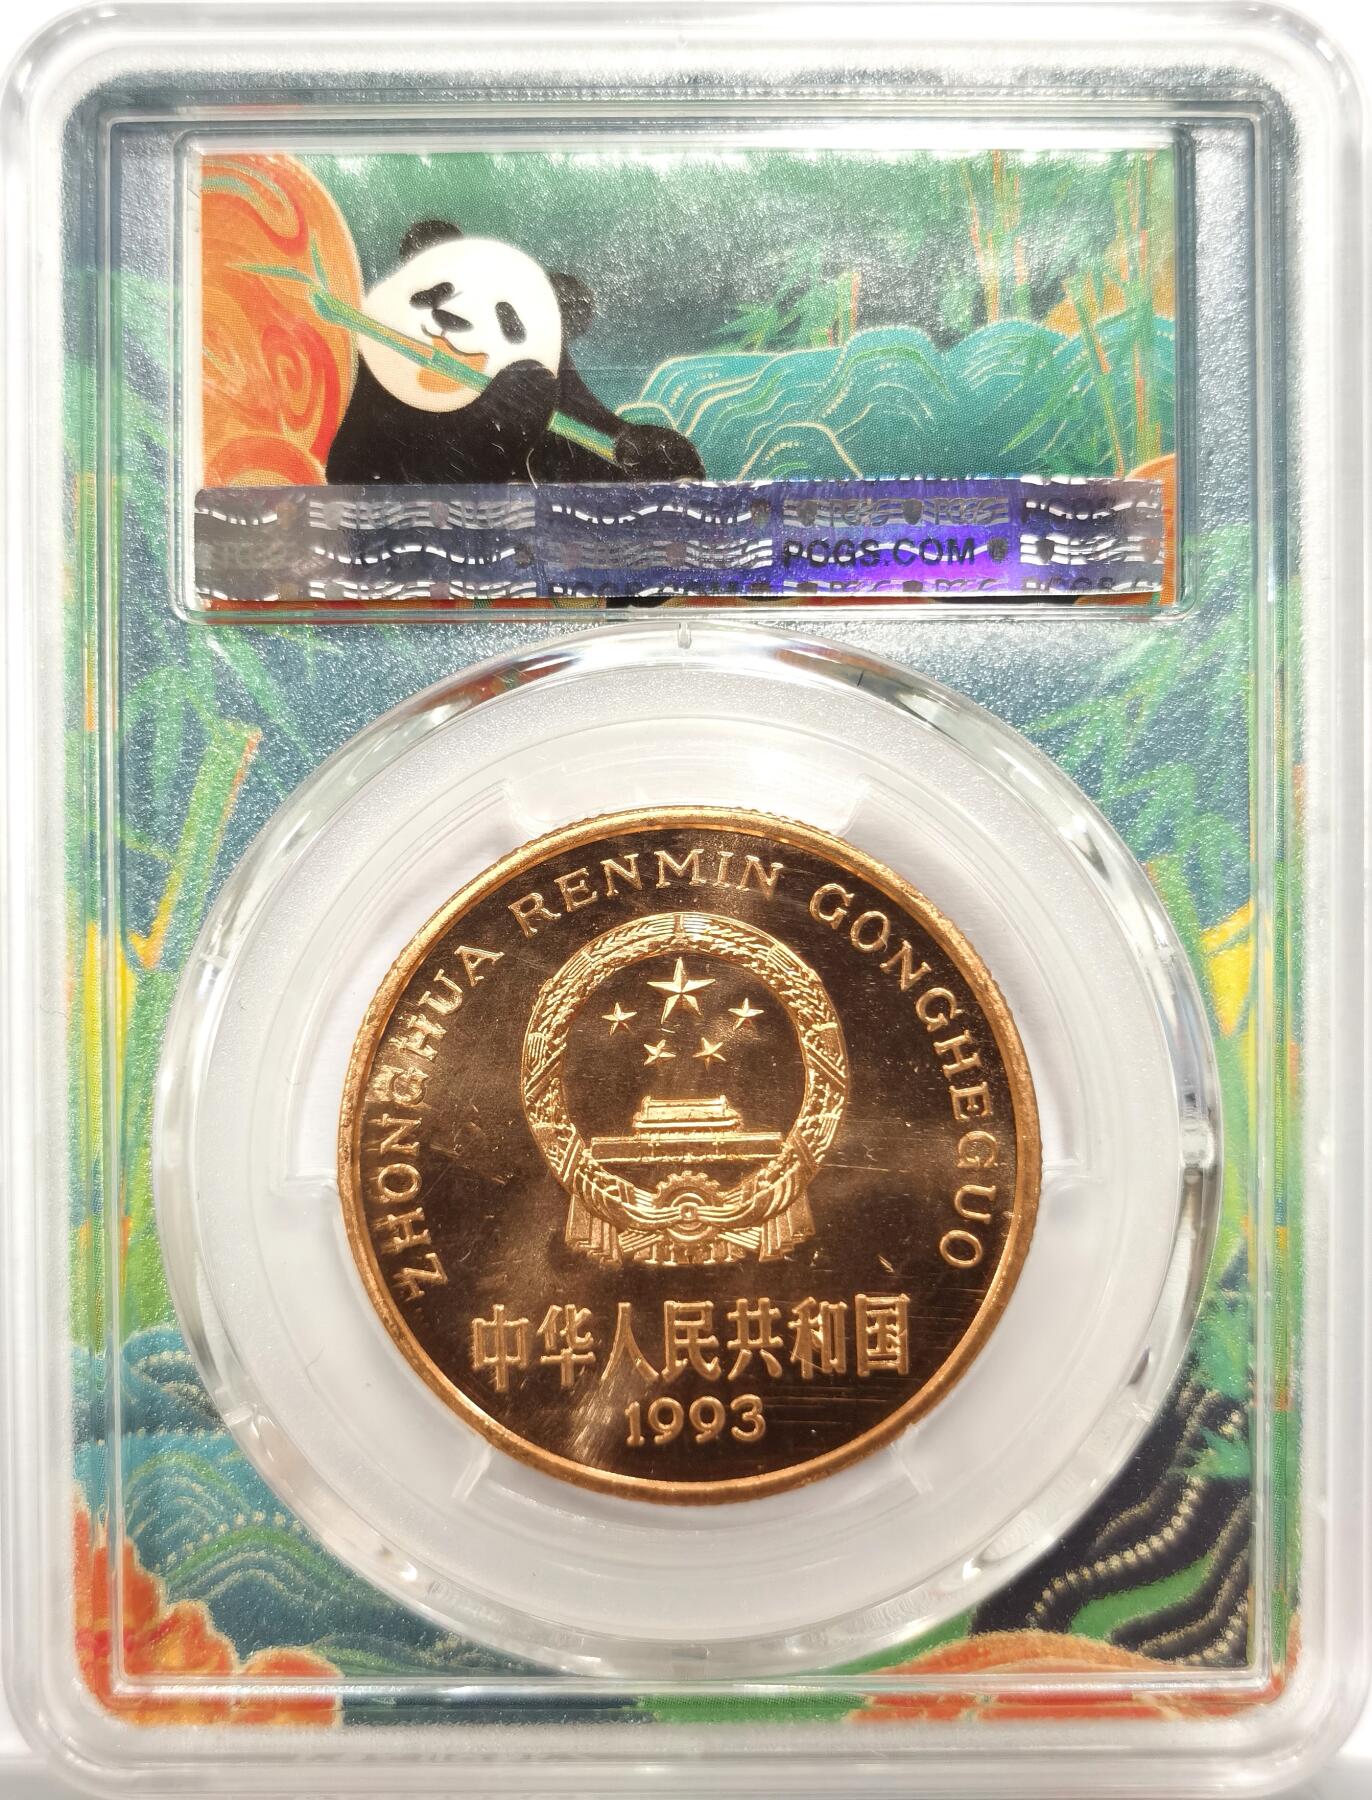 PCGS.COM
ZHONGHUA RENMIN GONGHEGUO
中华人民共和国
1993